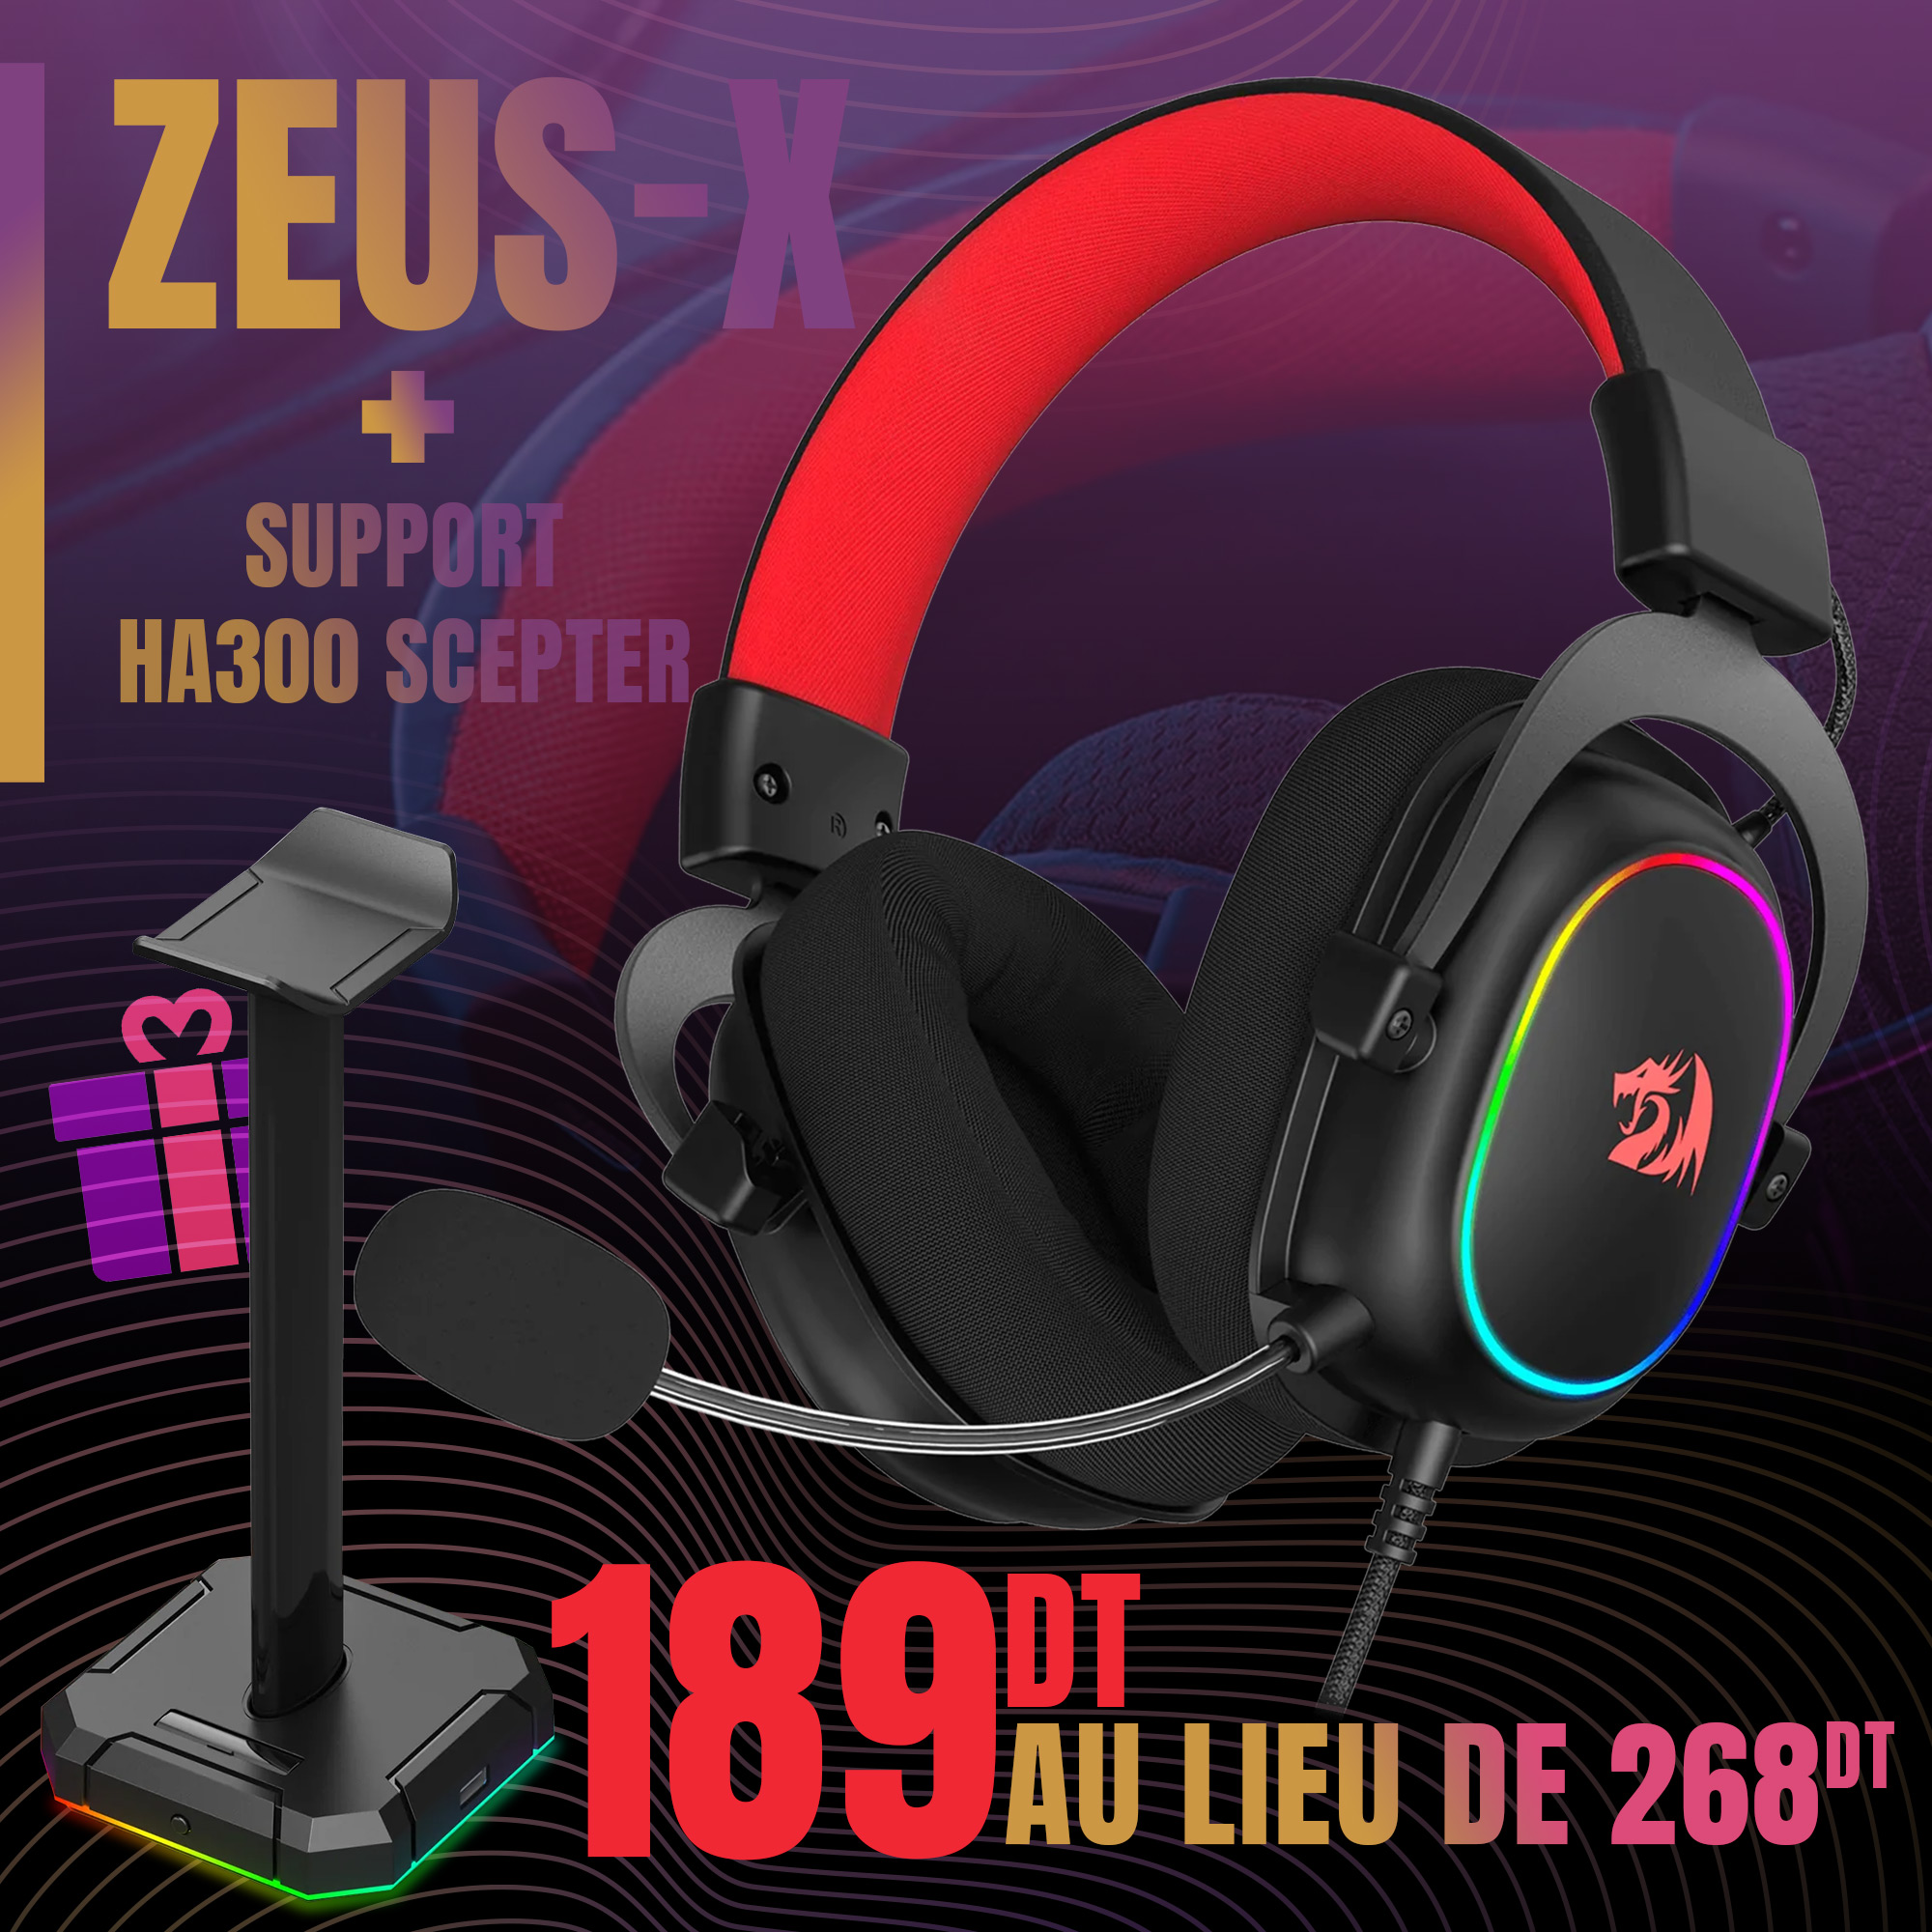 ZEUS-X
+
SUPPORT
HA300 SCEPTER
®
189DT
AU LIEU DE 268DT